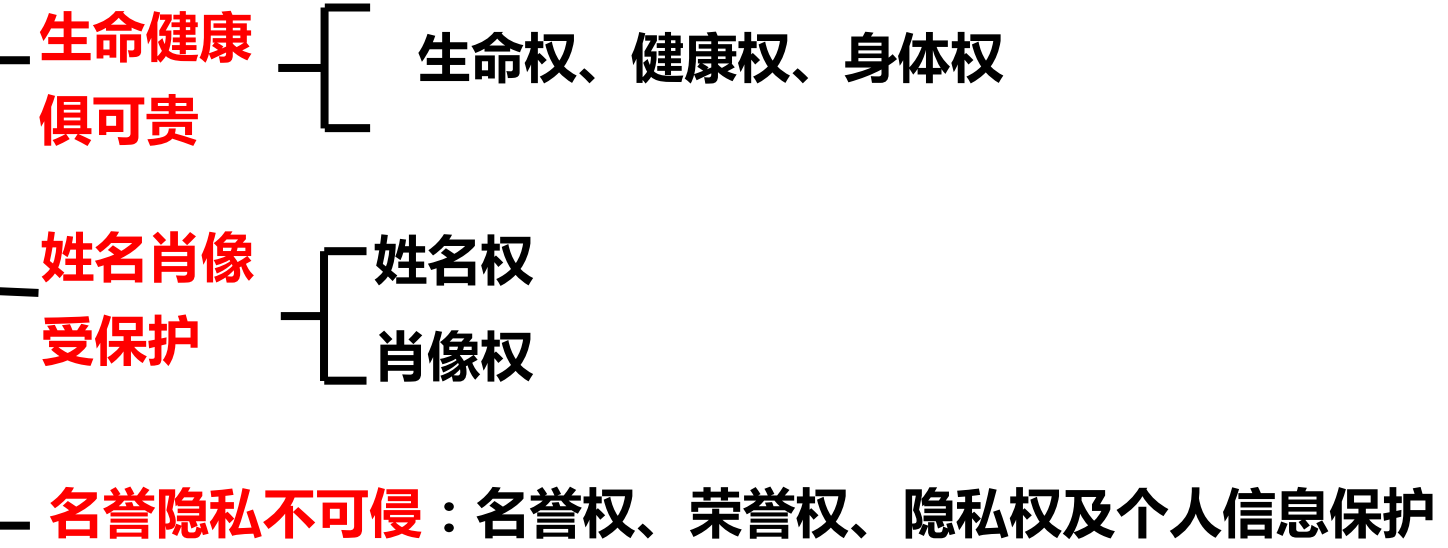 生命健康
俱可贵
生命权、健康权、身体权
姓名肖像
受保护
姓名权
肖像权
名誉隐私不可侵：名誉权、荣誉权、隐私权及个人信息保护